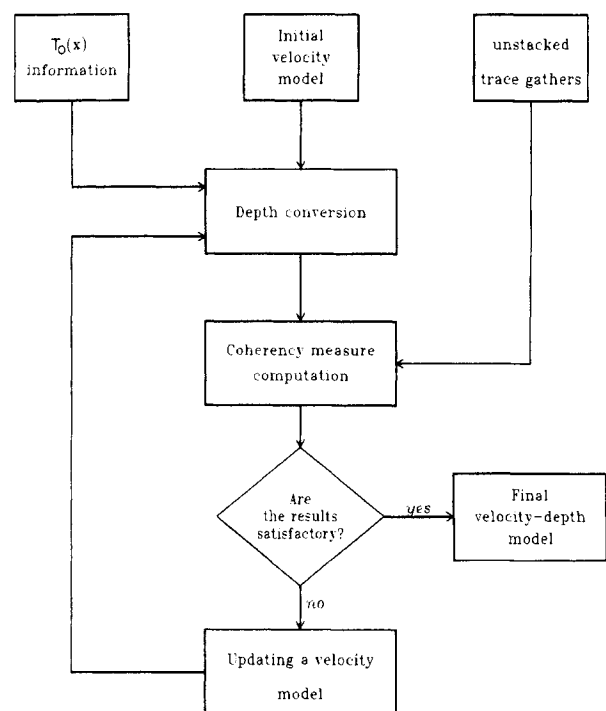 T₀(x)
information
Initial
velocity
model
unstacked
trace gathers
Depth conversion
Coherency measure
computation
Are
the results
satisfactory?
yes
Final
velocity-depth
model
no
Updating a velocity
model